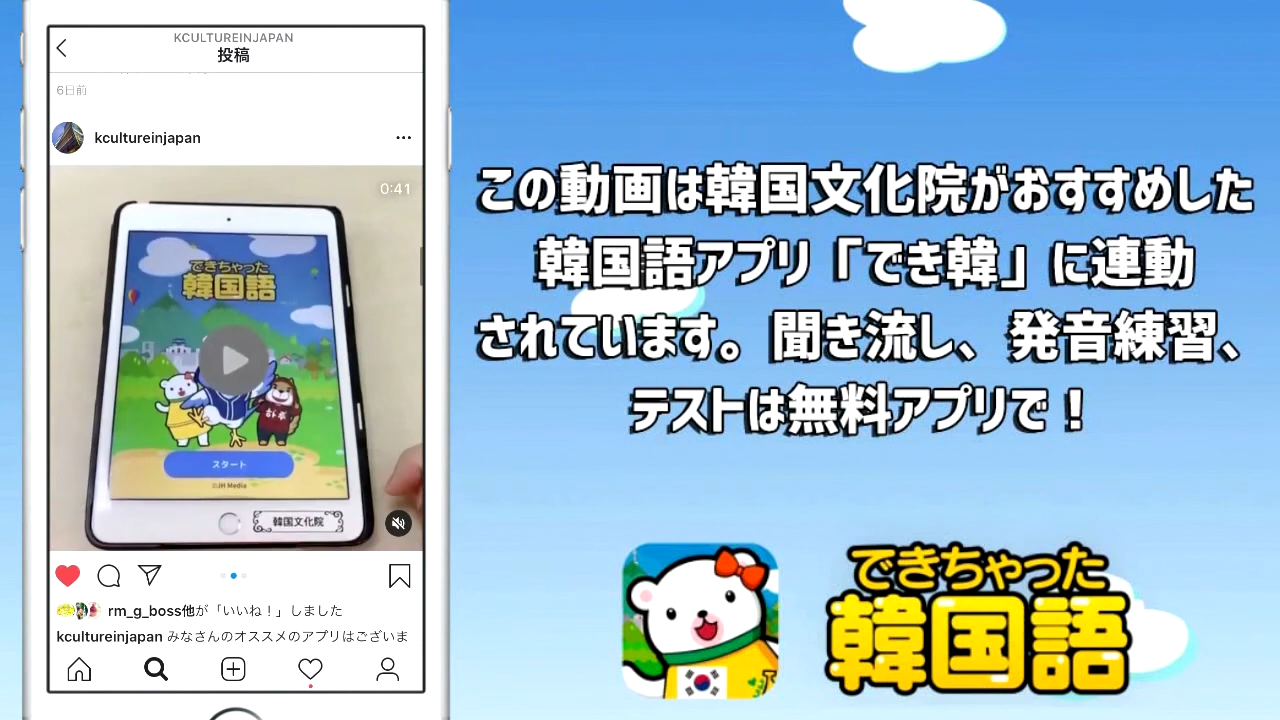 KCULTUREINJAPAN
投稿
6日前
kcultureinjapan
0:41
できちゃった
韓国語
スタート
©JH Media
韓国文化院
rm_g_boss他が「いいね！」しました
kcultureinjapan みなさんのオススメのアプリはございま
この動画は韓国文化院がおすすめした
韓国語アプリ「でき韓」に連動
されています。聞き流し、発音練習、
テストは無料アプリで！
できちゃった
韓国語